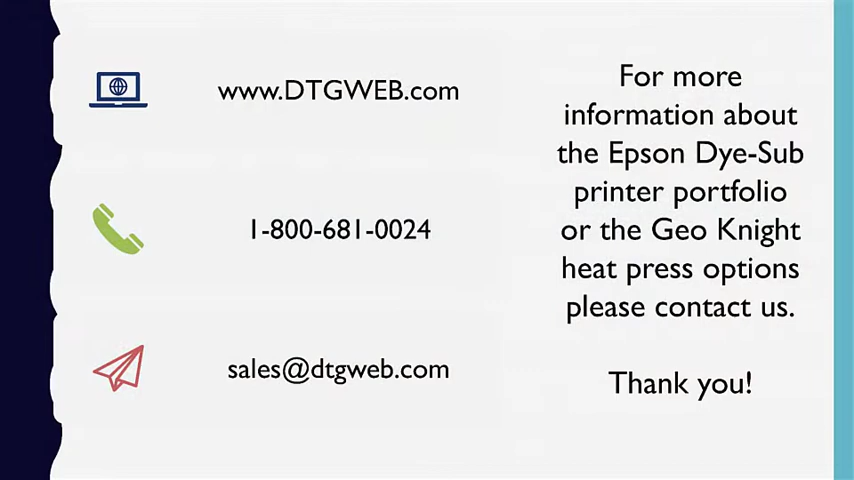 www.DTGWEB.com
1-800-681-0024
sales@dtgweb.com
For more
information about
the Epson Dye-Sub
printer portfolio
or the Geo Knight
heat press options
please contact us.
Thank you!